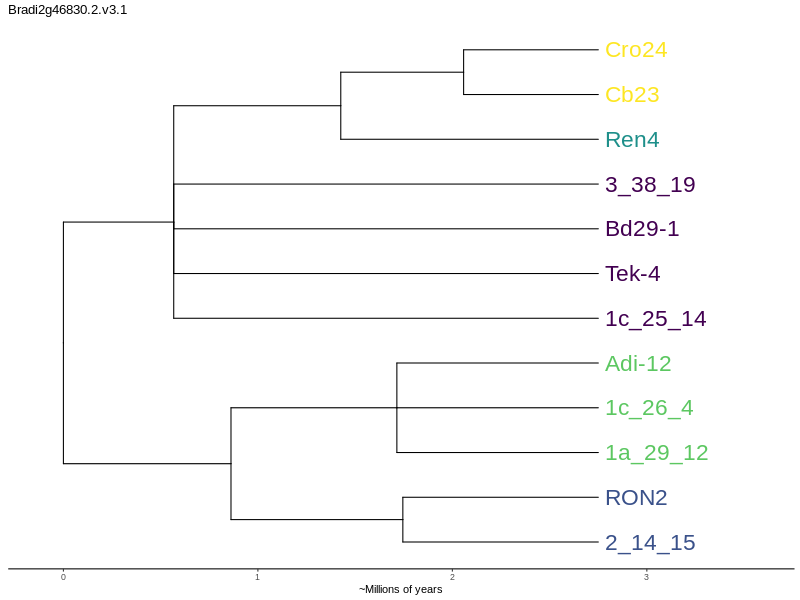 Bradi2g46830.2.v3.1
Cro24
Cb23
Ren4
3_38_19
Bd29-1
Tek-4
1c_25_14
Adi-12
1c_26_4
1a_29_12
RON2
2_14_15
0 1 2 3
~Millions of years